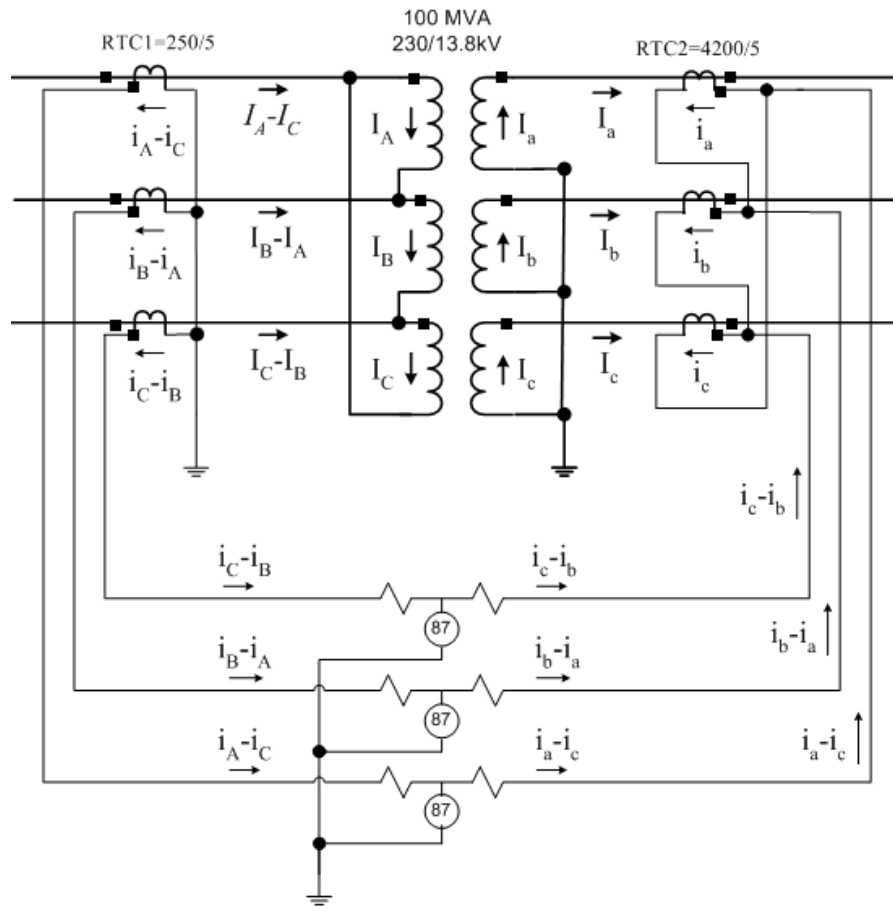 100 MVA
230/13.8kV
RTC1=250/5
RTC2=4200/5
I_A-I_C
I_A
I_a
I_a
i_a
i_A-i_C
I_B-I_A
I_B
I_b
I_b
i_b
i_B-i_A
I_C-I_B
I_C
I_c
I_c
i_c
i_C-i_B
i_c-i_b
i_C-i_B
i_c-i_b
87
i_b-i_a
i_B-i_A
i_b-i_a
87
i_A-i_C
i_a-i_c
i_a-i_c
87